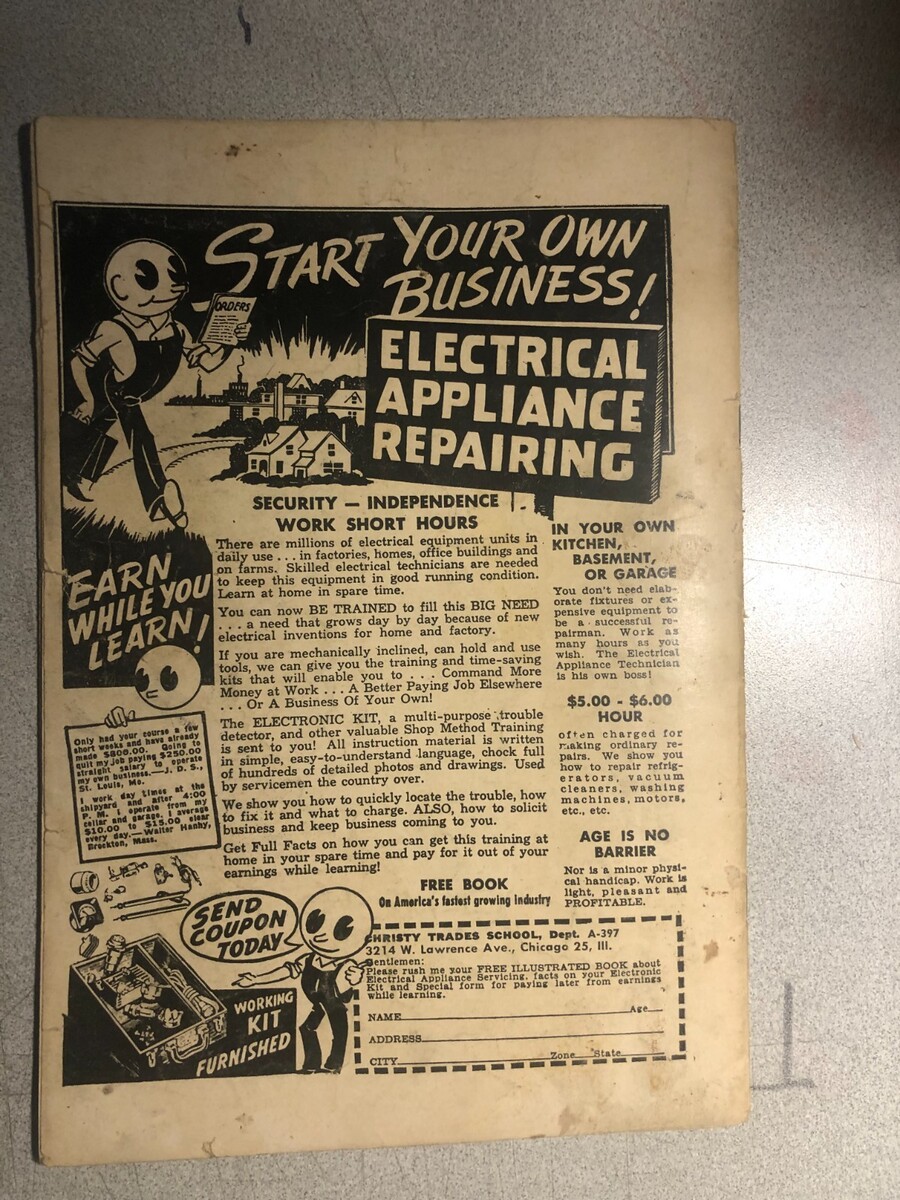 START YOUR OWN
BUSINESS!
ORDERS
ELECTRICAL
APPLIANCE
REPAIRING
SECURITY — INDEPENDENCE
WORK SHORT HOURS
There are millions of electrical equipment units in
daily use . . . in factories, homes, office buildings and
on farms. Skilled electrical technicians are needed
to keep this equipment in good running condition.
Learn at home in spare time.
You can now BE TRAINED to fill this BIG NEED
. . . a need that grows day by day because of new
electrical inventions for home and factory.
If you are mechanically inclined, can hold and use
tools, we can give you the training and time-saving
kits that will enable you to . . . Command More
Money at Work . . . A Better Paying Job Elsewhere
. . . Or A Business Of Your Own!
The ELECTRONIC KIT, a multi-purpose trouble
detector, and other valuable Shop Method Training
is sent to you! All instruction material is written
in simple, easy-to-understand language, chock full
of hundreds of detailed photos and drawings. Used
by servicemen the country over.
We show you how to quickly locate the trouble, how
to fix it and what to charge. ALSO, how to solicit
business and keep business coming to you.
Get Full Facts on how you can get this training at
home in your spare time and pay for it out of your
earnings while learning!
FREE BOOK
On America's fastest growing Industry
IN YOUR OWN
KITCHEN,
BASEMENT,
OR GARAGE
You don't need elab-
orate fixtures or ex-
pensive equipment to
be a successful re-
pairman. Work as
many hours as you
wish. The Electrical
Appliance Technician
is his own boss!
$5.00 - $6.00
HOUR
often charged for
making ordinary re-
pairs. We show you
how to repair refrig-
erators, vacuum
cleaners, washing
machines, motors,
etc., etc.
AGE IS NO
BARRIER
Nor is a minor physi-
cal handicap. Work is
light, pleasant and
PROFITABLE.
EARN
WHILE YOU
LEARN!
Only had your course a few
short weeks and have already
made $800.00. Going to
quit my job paying $250.00
straight salary to operate
my own business.—J. D. S.,
St. Louis, Mo.
I work day times at the
shipyard and after 4:00
P. M. I operate from my
cellar and garage. I average
$10.00 to $15.00 clear
every day.—Walter Hanky,
Brockton, Mass.
SEND
COUPON
TODAY
WORKING
KIT
FURNISHED
CHRISTY TRADES SCHOOL, Dept. A-397
3214 W. Lawrence Ave., Chicago 25, Ill.
Gentlemen:
Please rush me your FREE ILLUSTRATED BOOK about
Electrical Appliance Servicing, facts on your Electronic
Kit and Special form for paying later from earnings
while learning.
NAME Age
ADDRESS
CITY Zone State